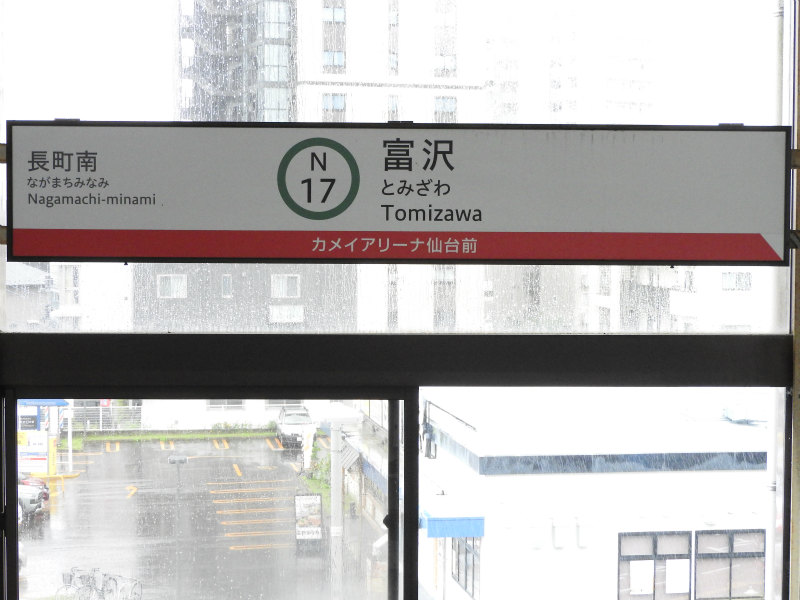 長町南
ながまちみなみ
Nagamachi-minami
N
17
富沢
とみざわ
Tomizawa
カメイアリーナ仙台前